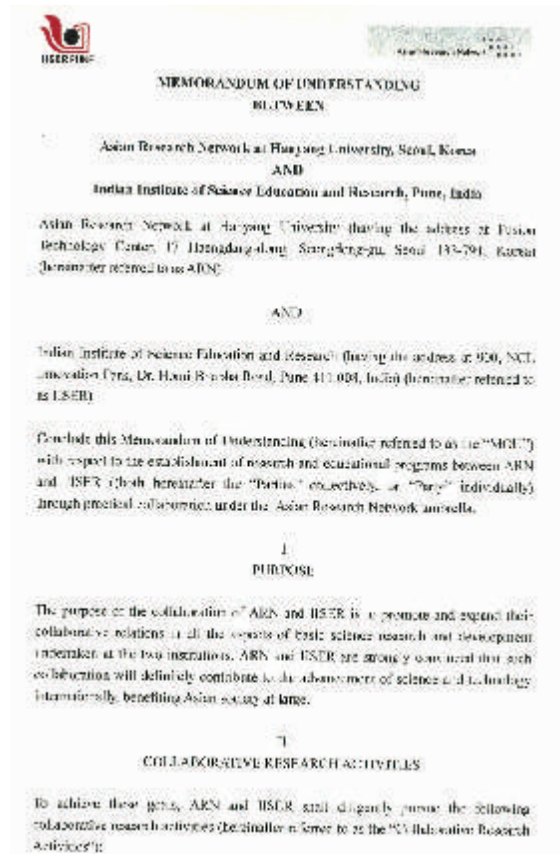 IISER PUNE
Asian Research Network
MEMORANDUM OF UNDERSTANDING
BETWEEN
Asian Research Network at Hanyang University, Seoul, Korea
AND
Indian Institute of Science Education and Research, Pune, India
Asian Research Network at Hanyang University (having the address at Fusion
Technology Center, 17 Haengdang-dong, Seongdong-gu, Seoul 133-791, Korea)
(hereinafter referred to as ARN)
AND
Indian Institute of Science Education and Research (having the address at 900, NCL
Innovation Park, Dr. Homi Bhabha Road, Pune 411 008, India) (hereinafter referred to
as IISER)
Conclude this Memorandum of Understanding (hereinafter referred to as the "MOU")
with respect to the establishment of research and educational programs between ARN
and IISER (both hereinafter the "Parties" collectively, or "Party" individually)
through practical collaboration under the Asian Research Network umbrella.
I
PURPOSE
The purpose of the collaboration of ARN and IISER is to promote and expand their
collaborative relations in all the aspects of basic science research and development
undertaken at the two institutions. ARN and IISER are strongly convinced that such
collaboration will definitely contribute to the advancement of science and technology
internationally, benefiting Asian society at large.
II
COLLABORATIVE RESEARCH ACTIVITIES
To achieve these goals, ARN and IISER shall diligently pursue the following
collaborative research activities (hereinafter referred to as the "Collaborative Research
Activities"):